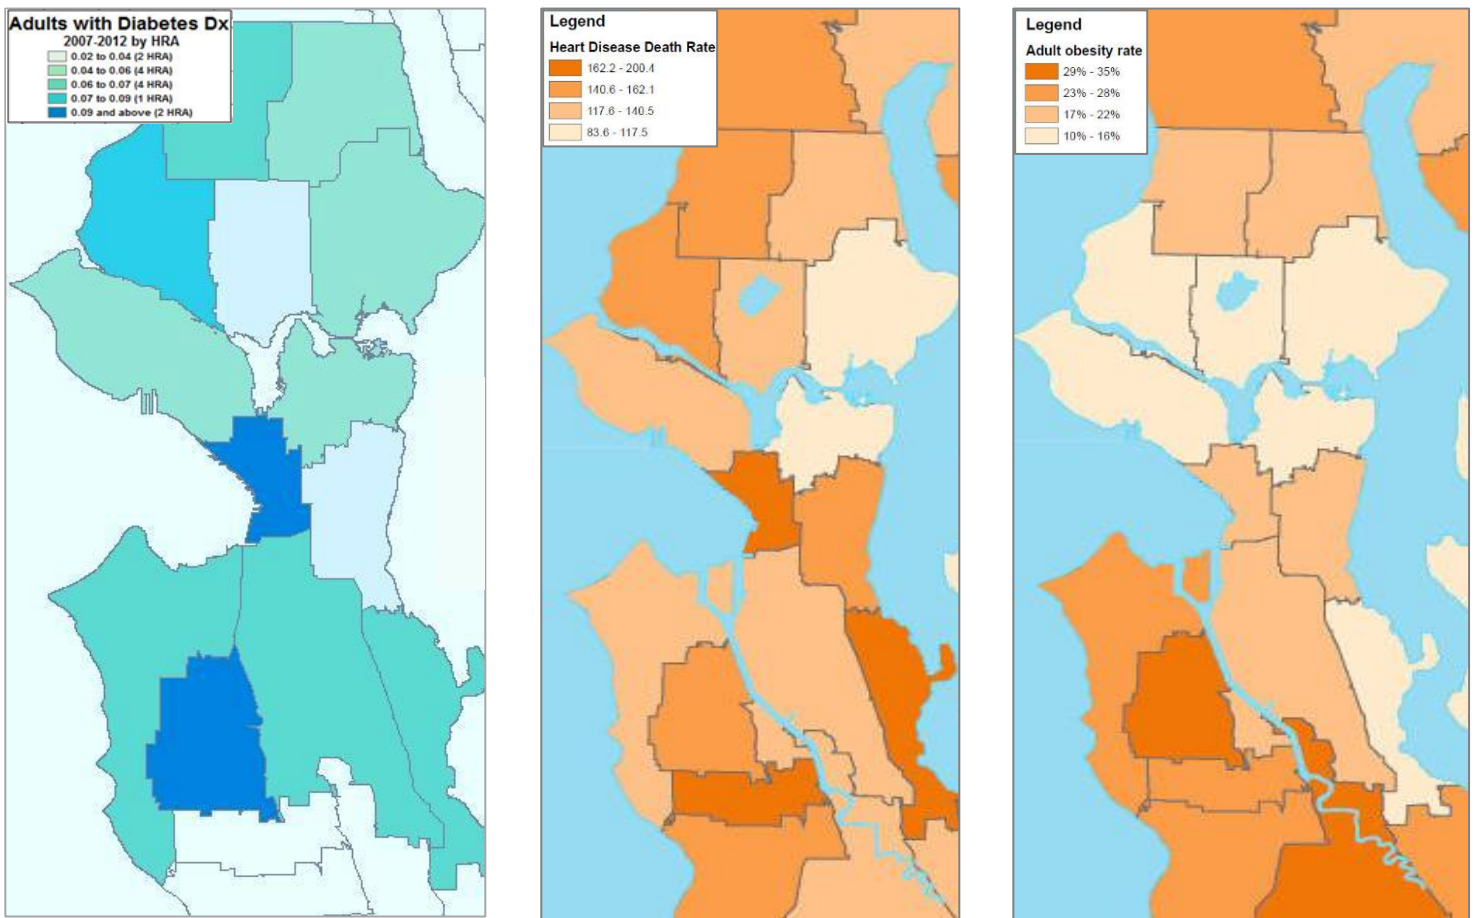 Adults with Diabetes Dx
2007-2012 by HRA
0.02 to 0.04 (2 HRA)
0.04 to 0.06 (4 HRA)
0.06 to 0.07 (4 HRA)
0.07 to 0.09 (1 HRA)
0.09 and above (2 HRA)
Legend
Heart Disease Death Rate
162.2 - 200.4
140.6 - 162.1
117.6 - 140.5
83.6 - 117.5
Legend
Adult obesity rate
29% - 35%
23% - 28%
17% - 22%
10% - 16%